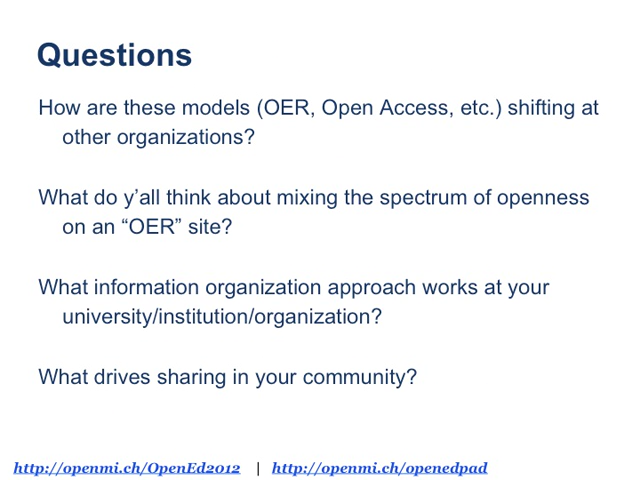 Questions
How are these models (OER, Open Access, etc.) shifting at
other organizations?
What do y’all think about mixing the spectrum of openness
on an “OER” site?
What information organization approach works at your
university/institution/organization?
What drives sharing in your community?
http://openmi.ch/OpenEd2012 | http://openmi.ch/openedpad